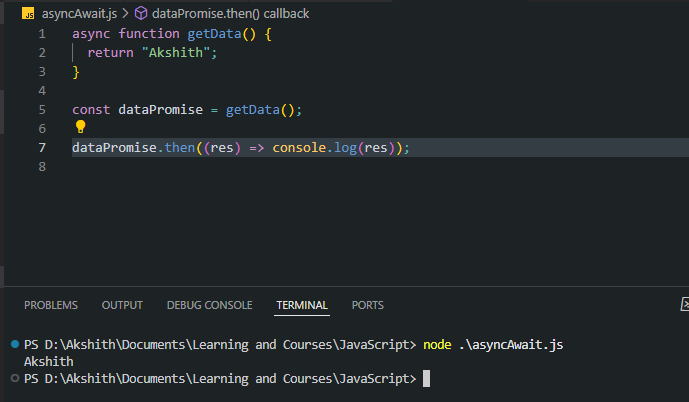 JS asyncAwait.js > dataPromise.then() callback
1 async function getData() {
2 return "Akshith";
3 }
4
5 const dataPromise = getData();
6
7 dataPromise.then((res) => console.log(res));
8
PROBLEMS OUTPUT DEBUG CONSOLE TERMINAL PORTS
PS D:\Akshith\Documents\Learning and Courses\JavaScript> node .\asyncAwait.js
Akshith
PS D:\Akshith\Documents\Learning and Courses\JavaScript>